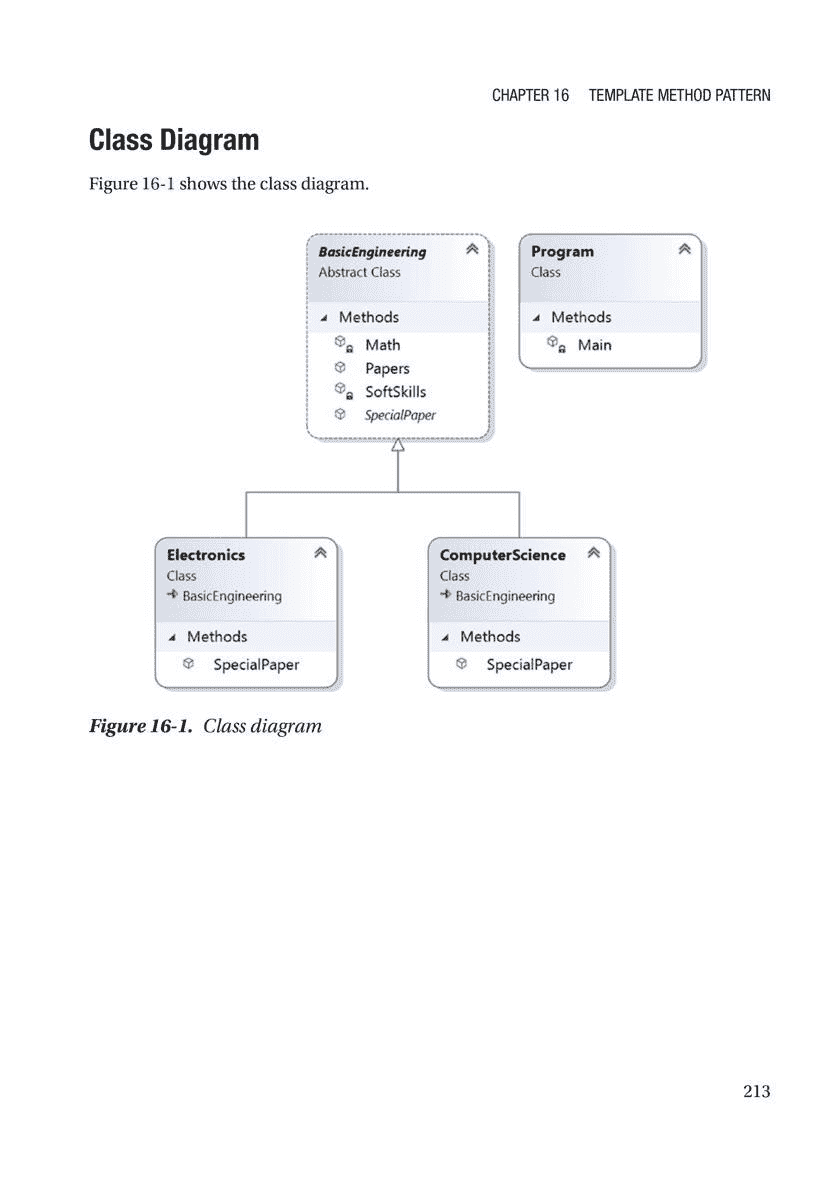 CHAPTER 16 TEMPLATE METHOD PATTERN
Class Diagram
Figure 16-1 shows the class diagram.
BasicEngineering
Abstract Class
Methods
Math
Papers
SoftSkills
SpecialPaper
Program
Class
Methods
Main
Electronics
Class
BasicEngineering
Methods
SpecialPaper
ComputerScience
Class
BasicEngineering
Methods
SpecialPaper
Figure 16-1. Class diagram
213